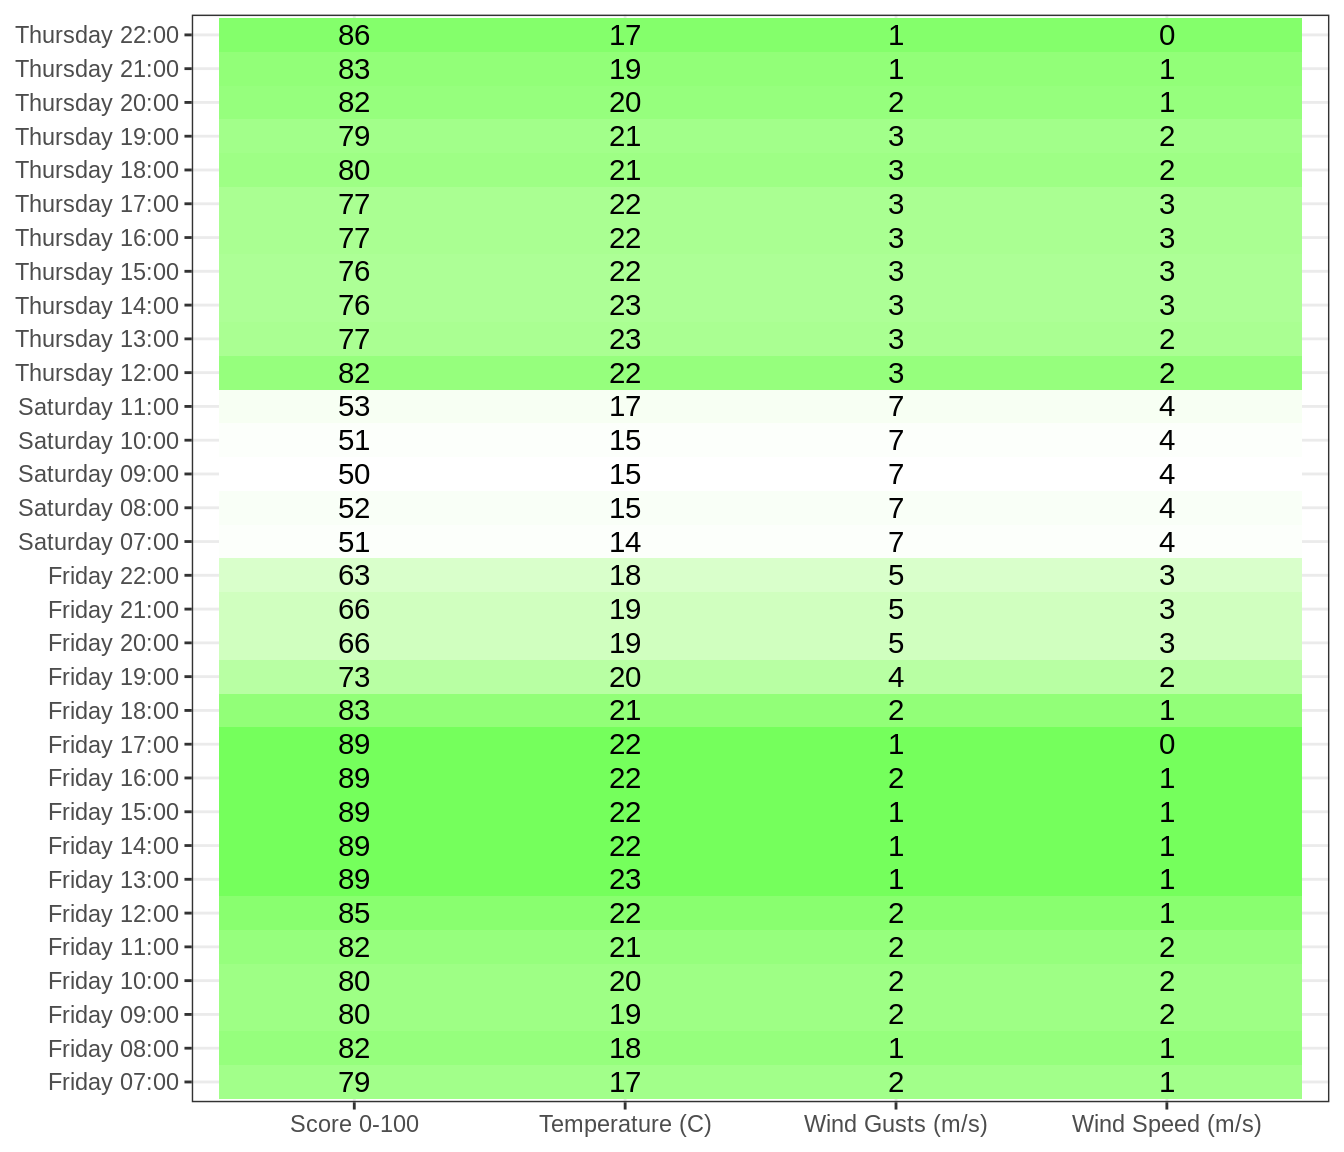 Thursday 22:00 86 17 1 0
Thursday 21:00 83 19 1 1
Thursday 20:00 82 20 2 1
Thursday 19:00 79 21 3 2
Thursday 18:00 80 21 3 2
Thursday 17:00 77 22 3 3
Thursday 16:00 77 22 3 3
Thursday 15:00 76 22 3 3
Thursday 14:00 76 23 3 3
Thursday 13:00 77 23 3 2
Thursday 12:00 82 22 3 2
Saturday 11:00 53 17 7 4
Saturday 10:00 51 15 7 4
Saturday 09:00 50 15 7 4
Saturday 08:00 52 15 7 4
Saturday 07:00 51 14 7 4
Friday 22:00 63 18 5 3
Friday 21:00 66 19 5 3
Friday 20:00 66 19 5 3
Friday 19:00 73 20 4 2
Friday 18:00 83 21 2 1
Friday 17:00 89 22 1 0
Friday 16:00 89 22 2 1
Friday 15:00 89 22 1 1
Friday 14:00 89 22 1 1
Friday 13:00 89 23 1 1
Friday 12:00 85 22 2 1
Friday 11:00 82 21 2 2
Friday 10:00 80 20 2 2
Friday 09:00 80 19 2 2
Friday 08:00 82 18 1 1
Friday 07:00 79 17 2 1
Score 0-100 Temperature (C) Wind Gusts (m/s) Wind Speed (m/s)